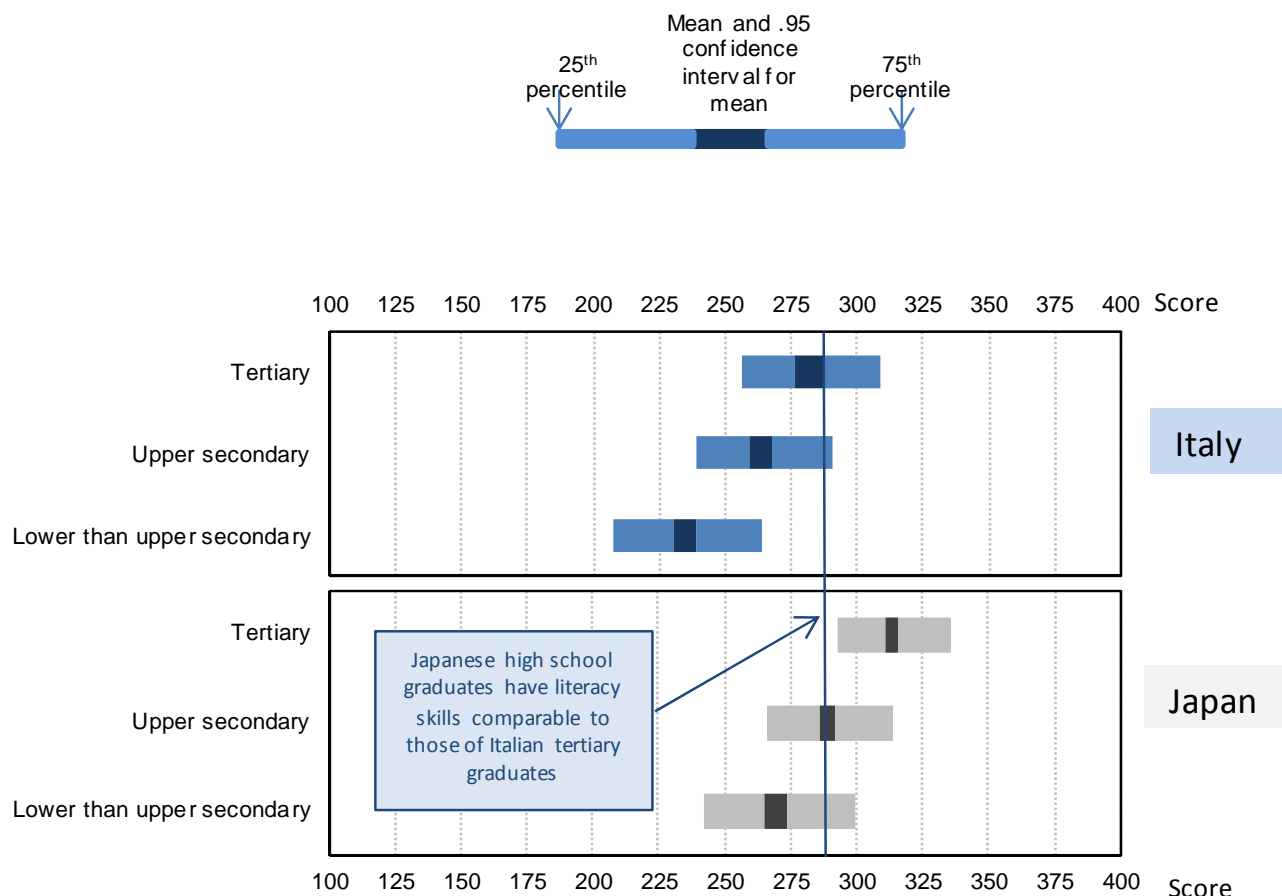 Mean and .95
confidence
interval for
mean
25th
percentile
75th
percentile
100 125 150 175 200 225 250 275 300 325 350 375 400 Score
Tertiary
Upper secondary
Lower than upper secondary
Italy
Tertiary
Upper secondary
Lower than upper secondary
Japanese high school
graduates have literacy
skills comparable to
those of Italian tertiary
graduates
Japan
100 125 150 175 200 225 250 275 300 325 350 375 400 Score